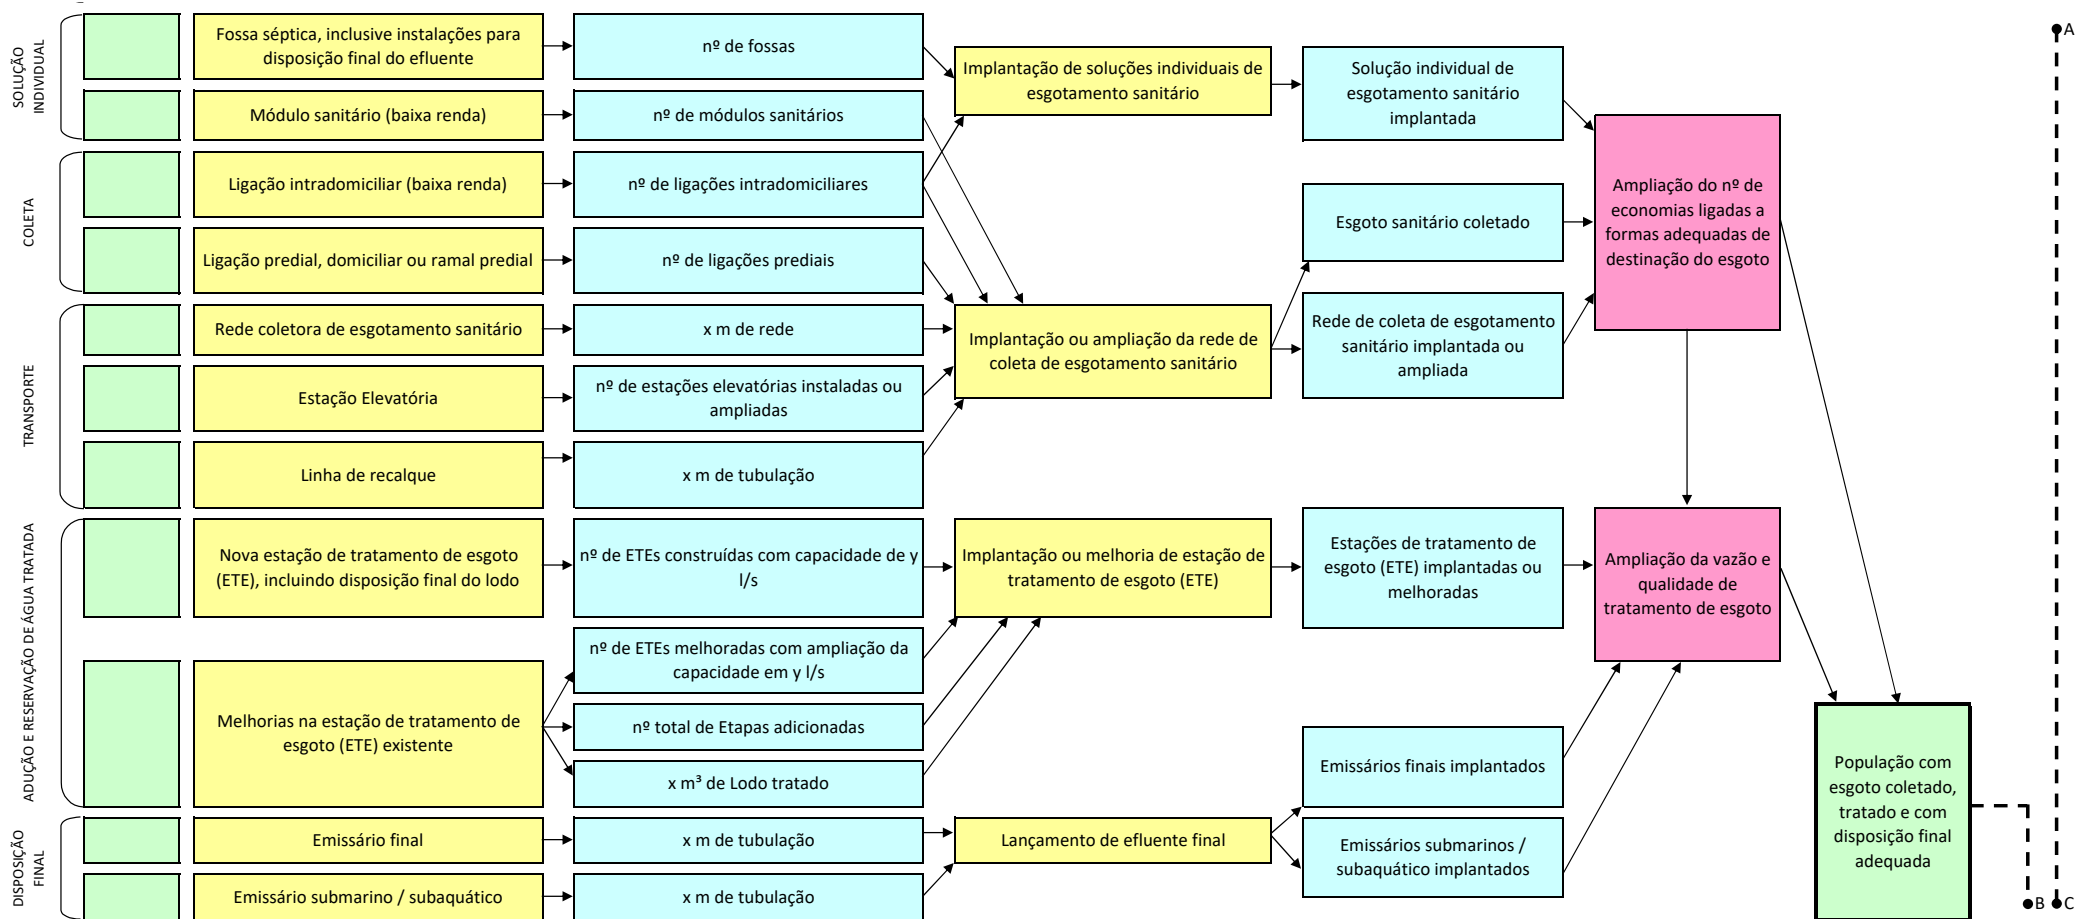 SOLUÇÃO
INDIVIDUAL
Fossa séptica, inclusive instalações para
disposição final do efluente
nº de fossas
Módulo sanitário (baixa renda)
nº de módulos sanitários
Implantação de soluções individuais de
esgotamento sanitário
Solução individual de
esgotamento sanitário
implantada
A
COLETA
Ligação intradomiciliar (baixa renda)
nº de ligações intradomiciliares
Ligação predial, domiciliar ou ramal predial
nº de ligações prediais
Esgoto sanitário coletado
Ampliação do nº de
economias ligadas a
formas adequadas de
destinação do esgoto
TRANSPORTE
Rede coletora de esgotamento sanitário
x m de rede
Estação Elevatória
nº de estações elevatórias instaladas ou
ampliadas
Linha de recalque
x m de tubulação
Implantação ou ampliação da rede de
coleta de esgotamento sanitário
Rede de coleta de esgotamento
sanitário implantada ou
ampliada
ADUÇÃO E RESERVAÇÃO DE ÁGUA TRATADA
Nova estação de tratamento de esgoto
(ETE), incluindo disposição final do lodo
nº de ETEs construídas com capacidade de y
l/s
Implantação ou melhoria de estação de
tratamento de esgoto (ETE)
Estações de tratamento de
esgoto (ETE) implantadas ou
melhoradas
Ampliação da vazão e
qualidade de
tratamento de esgoto
Melhorias na estação de tratamento de
esgoto (ETE) existente
nº de ETEs melhoradas com ampliação da
capacidade em y l/s
nº total de Etapas adicionadas
x m³ de Lodo tratado
DISPOSIÇÃO
FINAL
Emissário final
x m de tubulação
Emissário submarino / subaquático
x m de tubulação
Lançamento de efluente final
Emissários finais implantados
Emissários submarinos /
subaquático implantados
População com
esgoto coletado,
tratado e com
disposição final
adequada
B
C